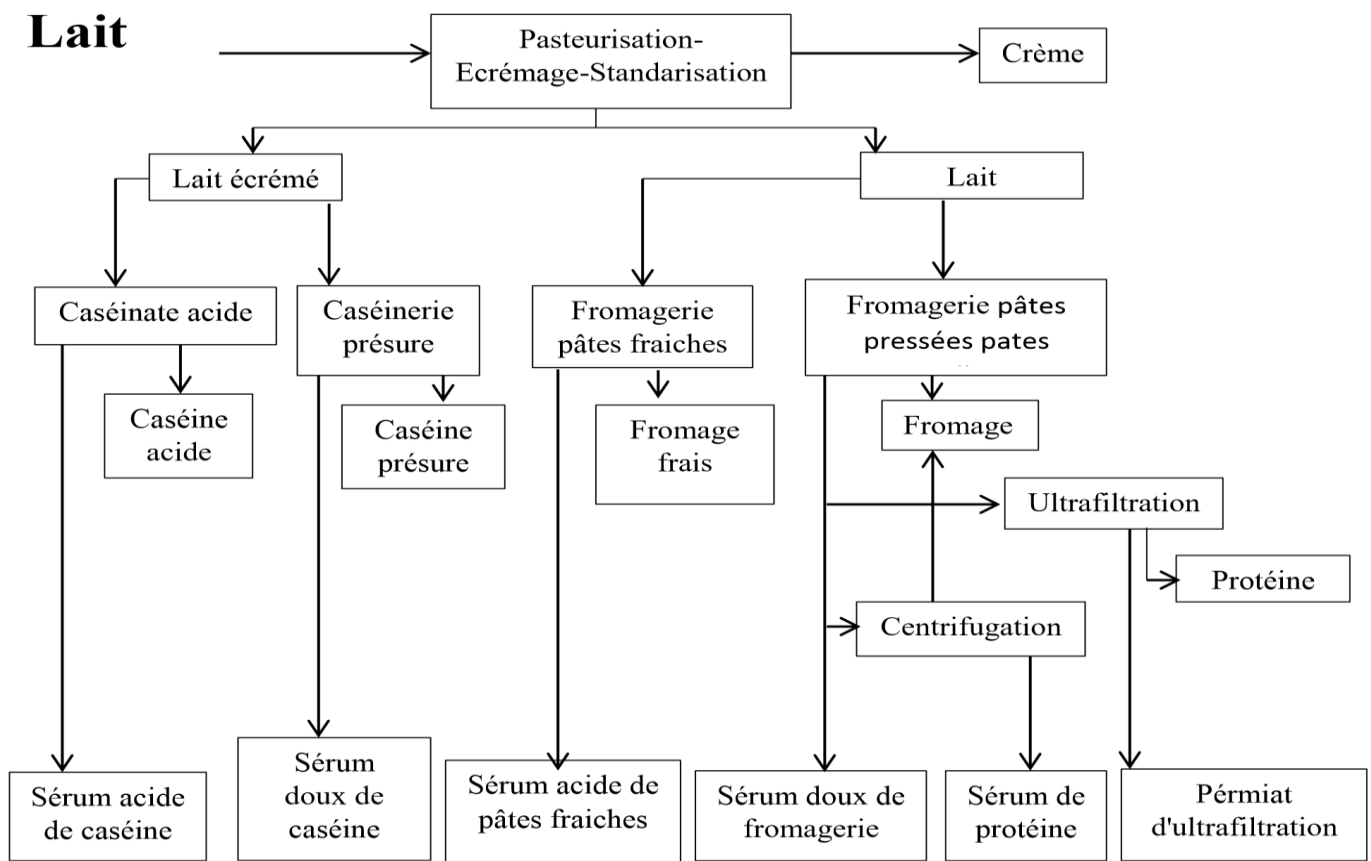 Lait
Pasteurisation-
Ecrémage-Standarisation
Crème
Lait écrémé
Lait
Caséinate acide
Caséinerie
présure
Fromagerie
pâtes fraiches
Fromagerie pâtes
pressées pates
Caséine
acide
Caséine
présure
Fromage
frais
Fromage
Ultrafiltration
Protéine
Centrifugation
Sérum acide
de caséine
Sérum
doux de
caséine
Sérum acide de
pâtes fraiches
Sérum doux de
fromagerie
Sérum de
protéine
Pérmiat
d'ultrafiltration